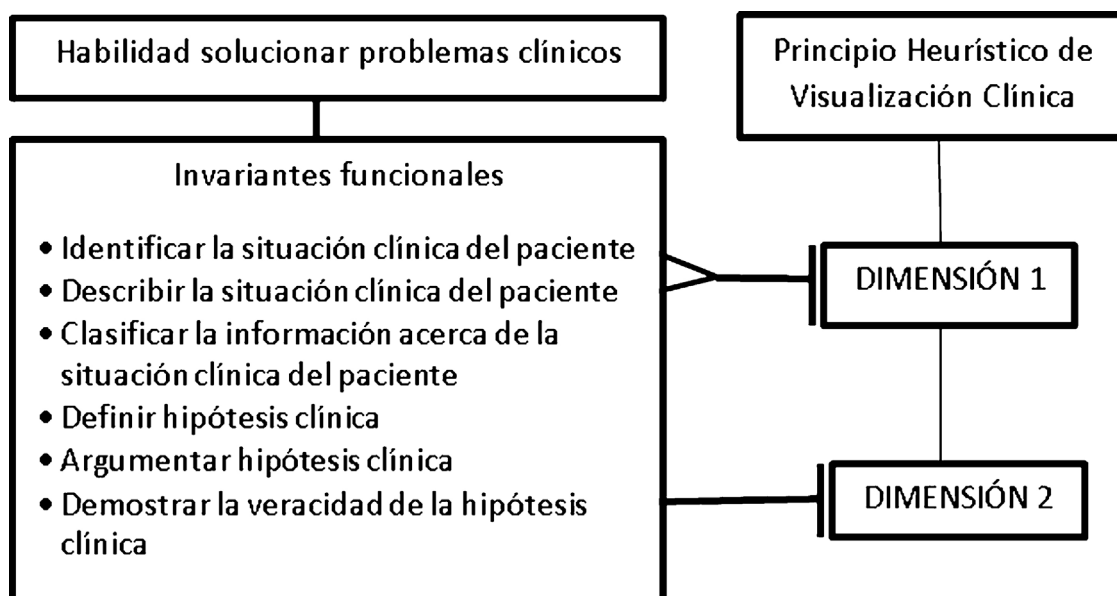 Habilidad solucionar problemas clínicos
Invariantes funcionales
• Identificar la situación clínica del paciente
• Describir la situación clínica del paciente
• Clasificar la información acerca de la
situación clínica del paciente
• Definir hipótesis clínica
• Argumentar hipótesis clínica
• Demostrar la veracidad de la hipótesis
clínica
Principio Heurístico de
Visualización Clínica
DIMENSIÓN 1
DIMENSIÓN 2